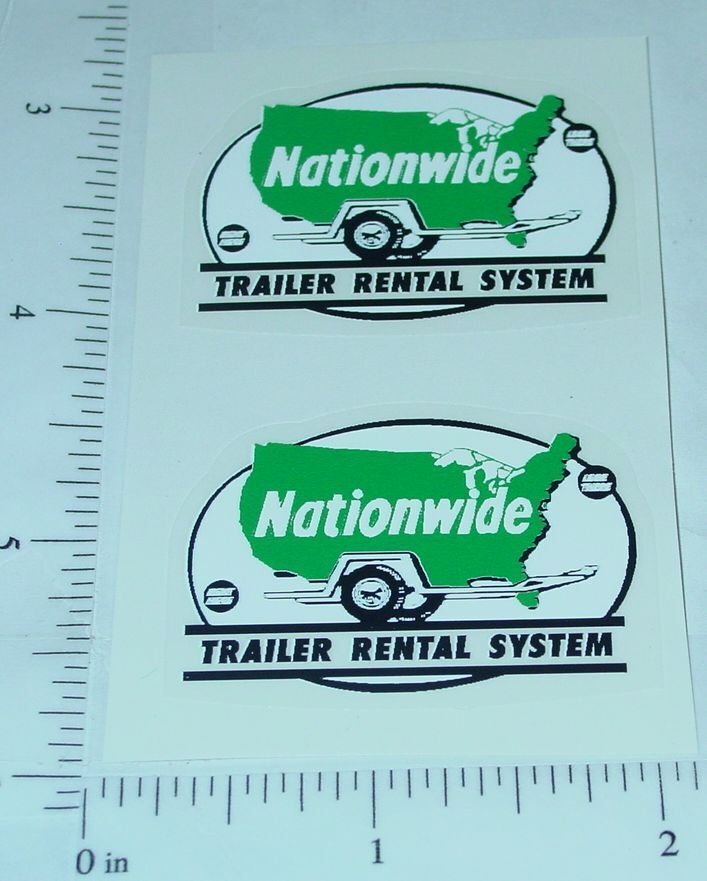 3
4
5
Nationwide
TRAILER RENTAL SYSTEM
Nationwide
TRAILER RENTAL SYSTEM
0 in 1 2